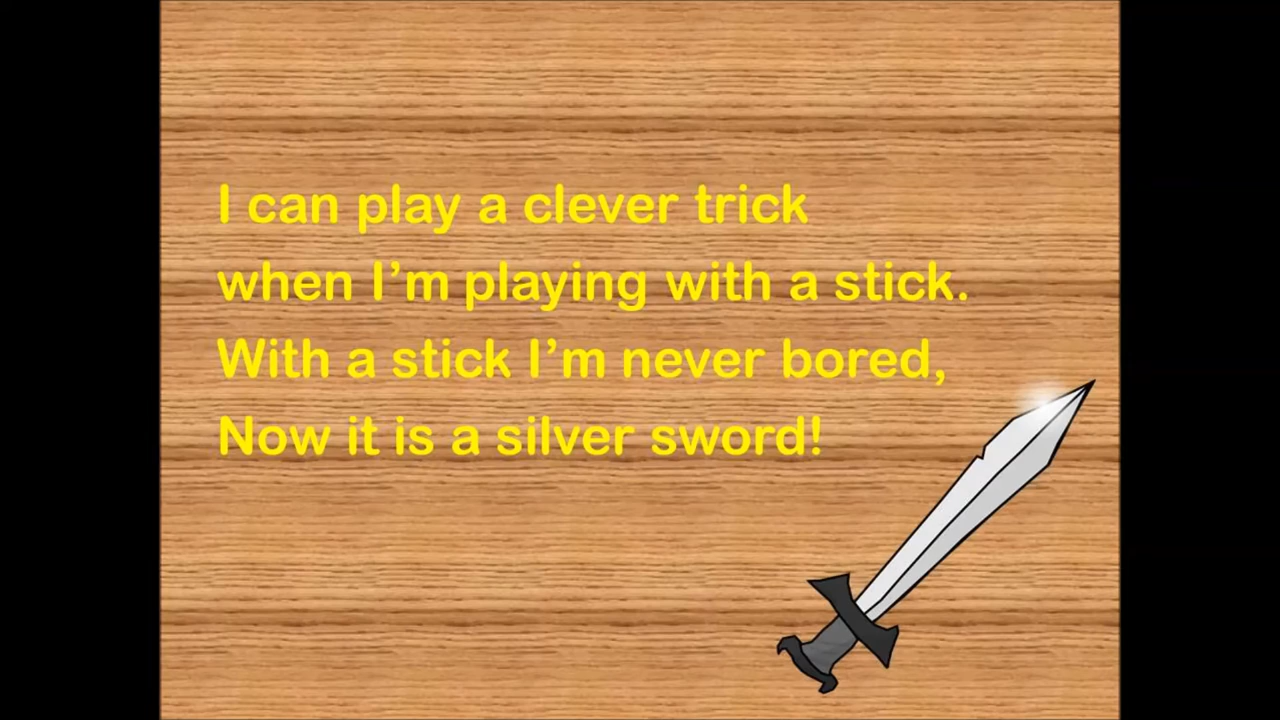 I can play a clever trick
when I’m playing with a stick.
With a stick I’m never bored,
Now it is a silver sword!